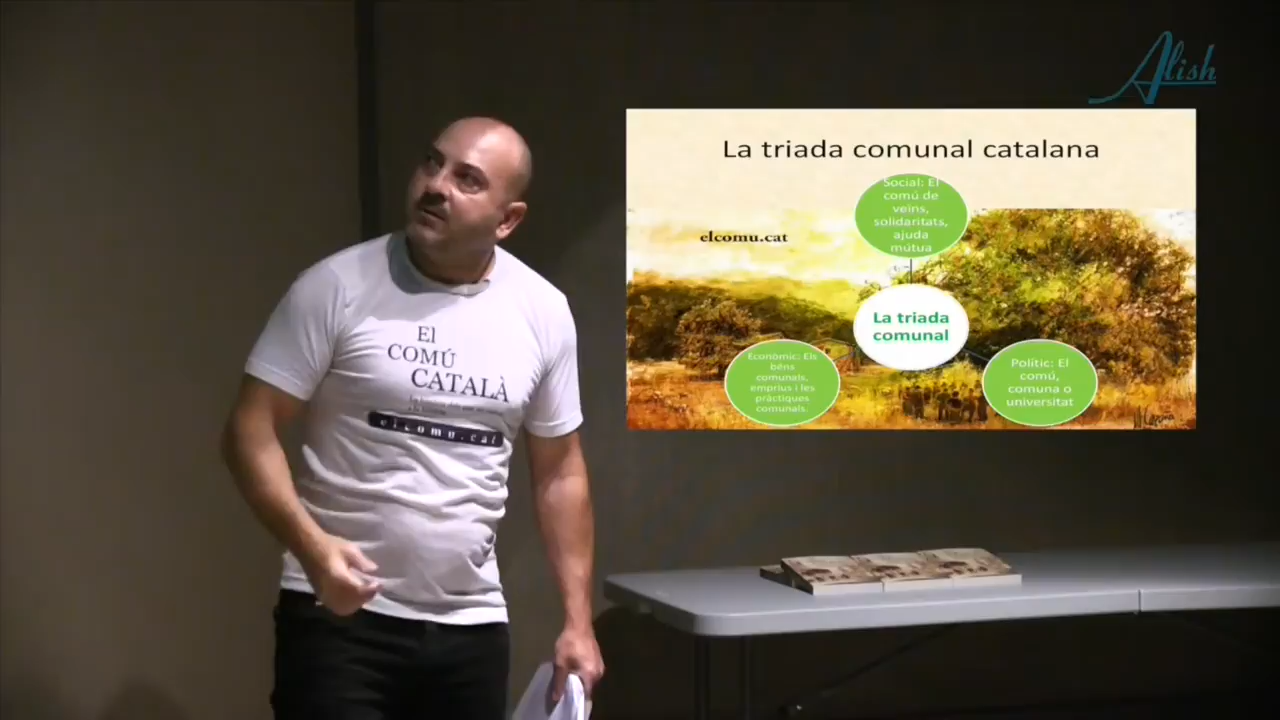 Alish
La triada comunal catalana
Social: El
comú de
veïns,
solidaritats,
ajuda
mútua
elcomu.cat
La triada
comunal
Econòmic: Els
béns
comunals,
emprius i les
pràctiques
comunals.
Polític: El
comú,
comuna o
universitat
El
COMÚ
CATALÀ
elcomu.cat